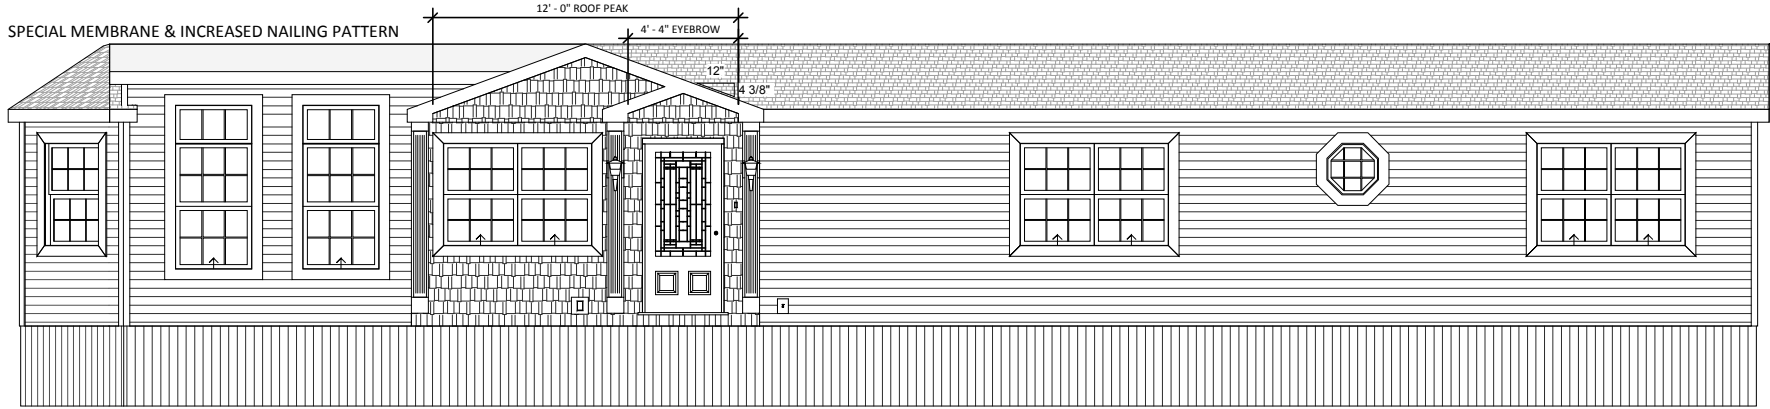 12' - 0" ROOF PEAK
SPECIAL MEMBRANE & INCREASED NAILING PATTERN
4' - 4" EYEBROW
12"
4 3/8"